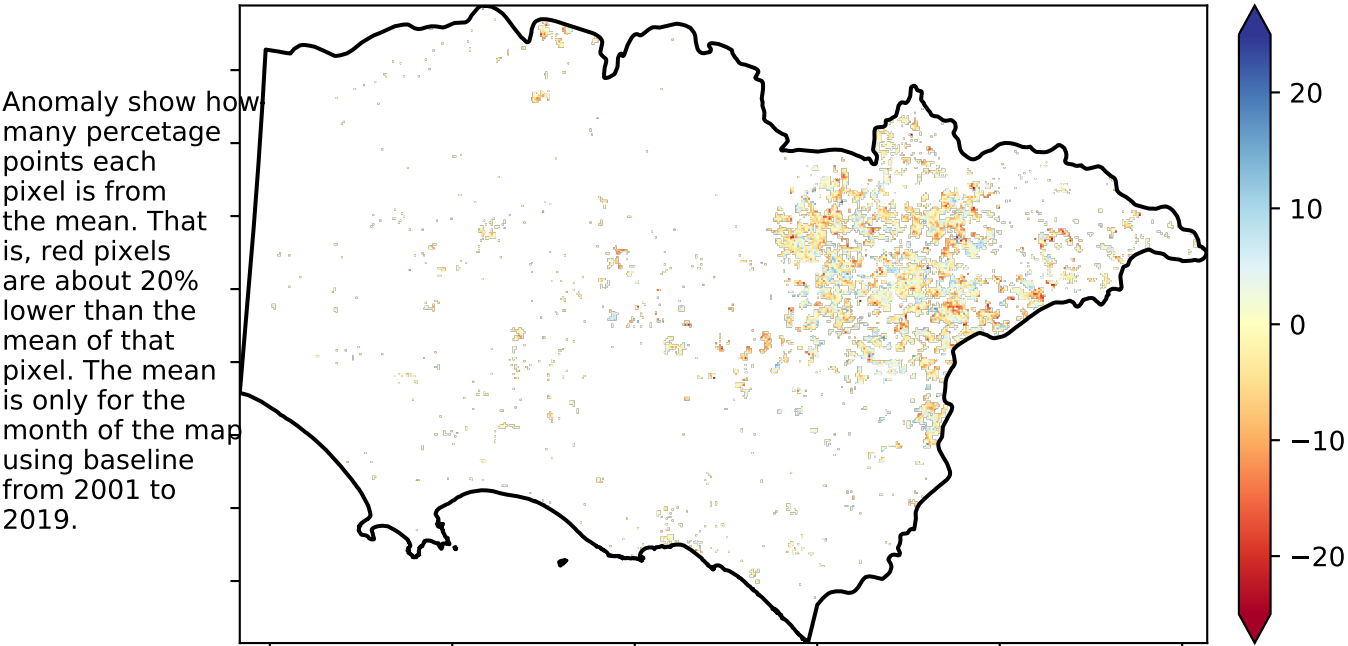 Anomaly show how
many percetage
points each
pixel is from
the mean. That
is, red pixels
are about 20%
lower than the
mean of that
pixel. The mean
is only for the
month of the map
using baseline
from 2001 to
2019.
20
10
0
−10
−20